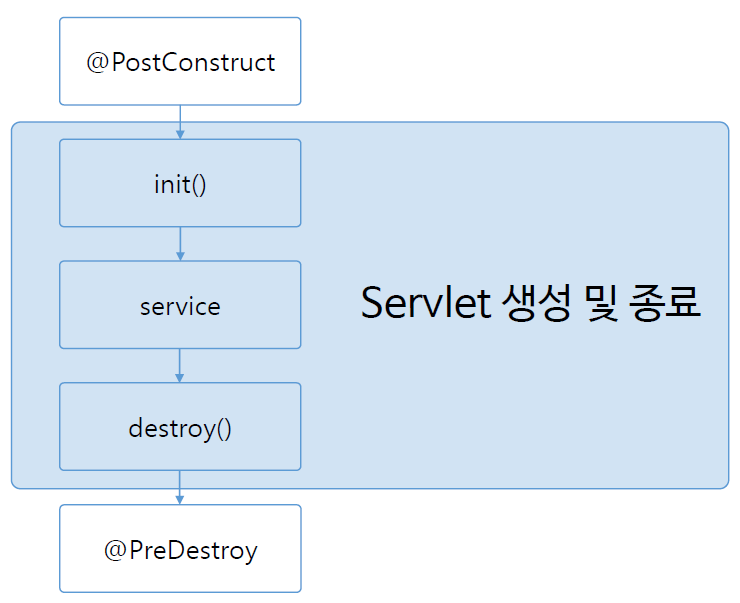 @PostConstruct
init()
service
Servlet 생성 및 종료
destroy()
@PreDestroy